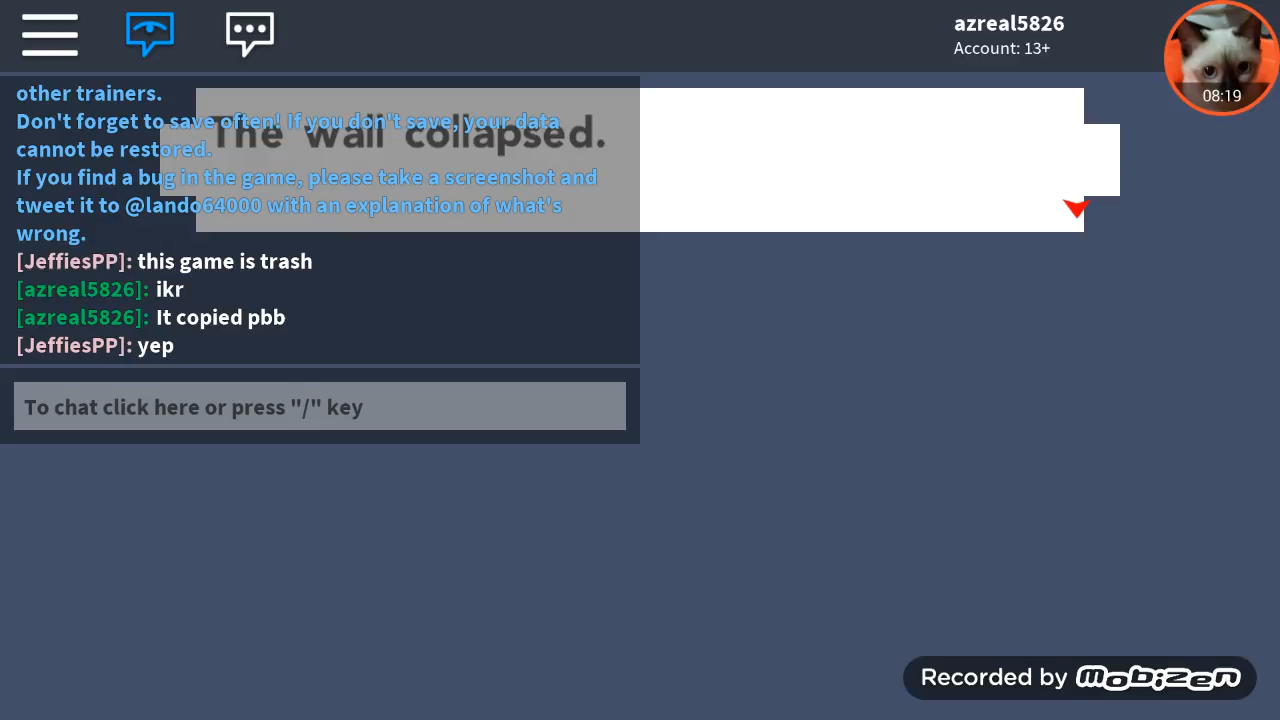 azreal5826
Account: 13+
08:19
other trainers.
Don't forget to save often! If you don't save, your data
cannot be restored.
If you find a bug in the game, please take a screenshot and
tweet it to @lando64000 with an explanation of what's
wrong.
The wall collapsed.
[JeffiesPP]: this game is trash
[azreal5826]: ikr
[azreal5826]: It copied pbb
[JeffiesPP]: yep
To chat click here or press "/" key
Recorded by mobizen